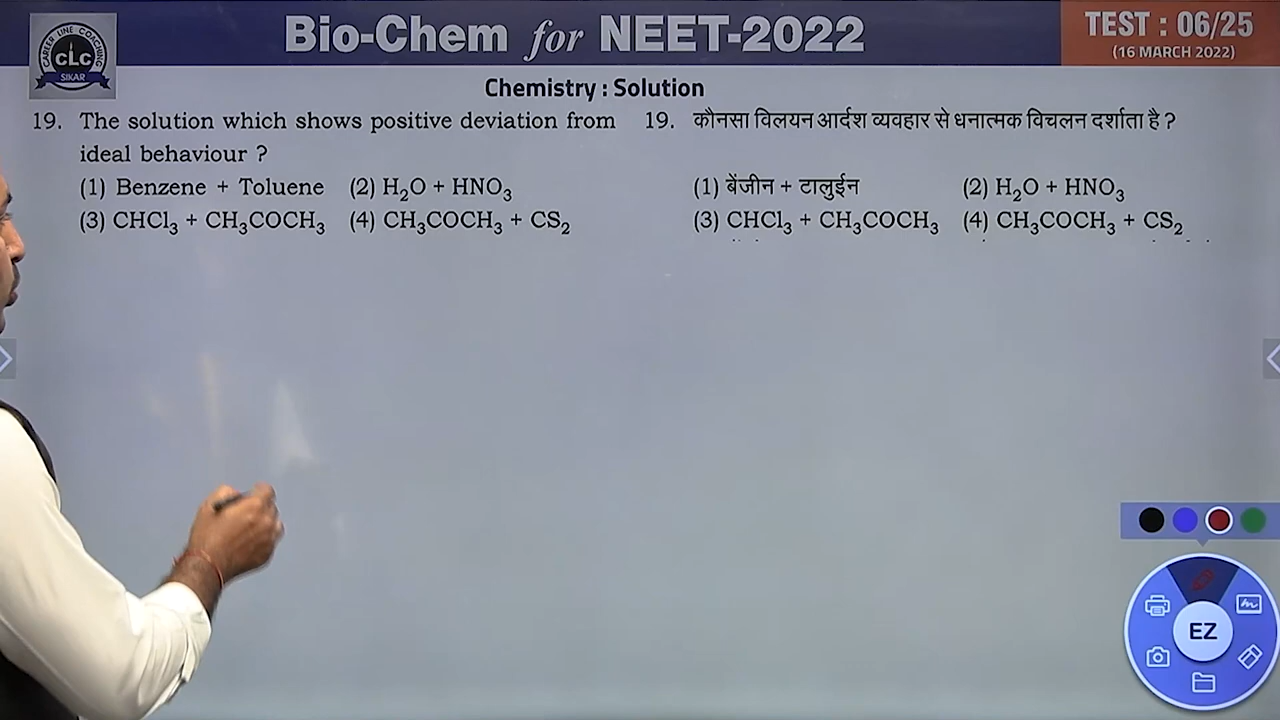 CAREER LINE COACHING
CLC
SIKAR
Bio-Chem for NEET-2022
TEST : 06/25
(16 MARCH 2022)
Chemistry : Solution
19. The solution which shows positive deviation from
ideal behaviour ?
(1) Benzene + Toluene (2) H₂O + HNO₃
(3) CHCl₃ + CH₃COCH₃ (4) CH₃COCH₃ + CS₂
19. कौनसा विलयन आर्दश व्यवहार से धनात्मक विचलन दर्शाता है ?
(1) बेंजीन + टालुईन (2) H₂O + HNO₃
(3) CHCl₃ + CH₃COCH₃ (4) CH₃COCH₃ + CS₂
EZ